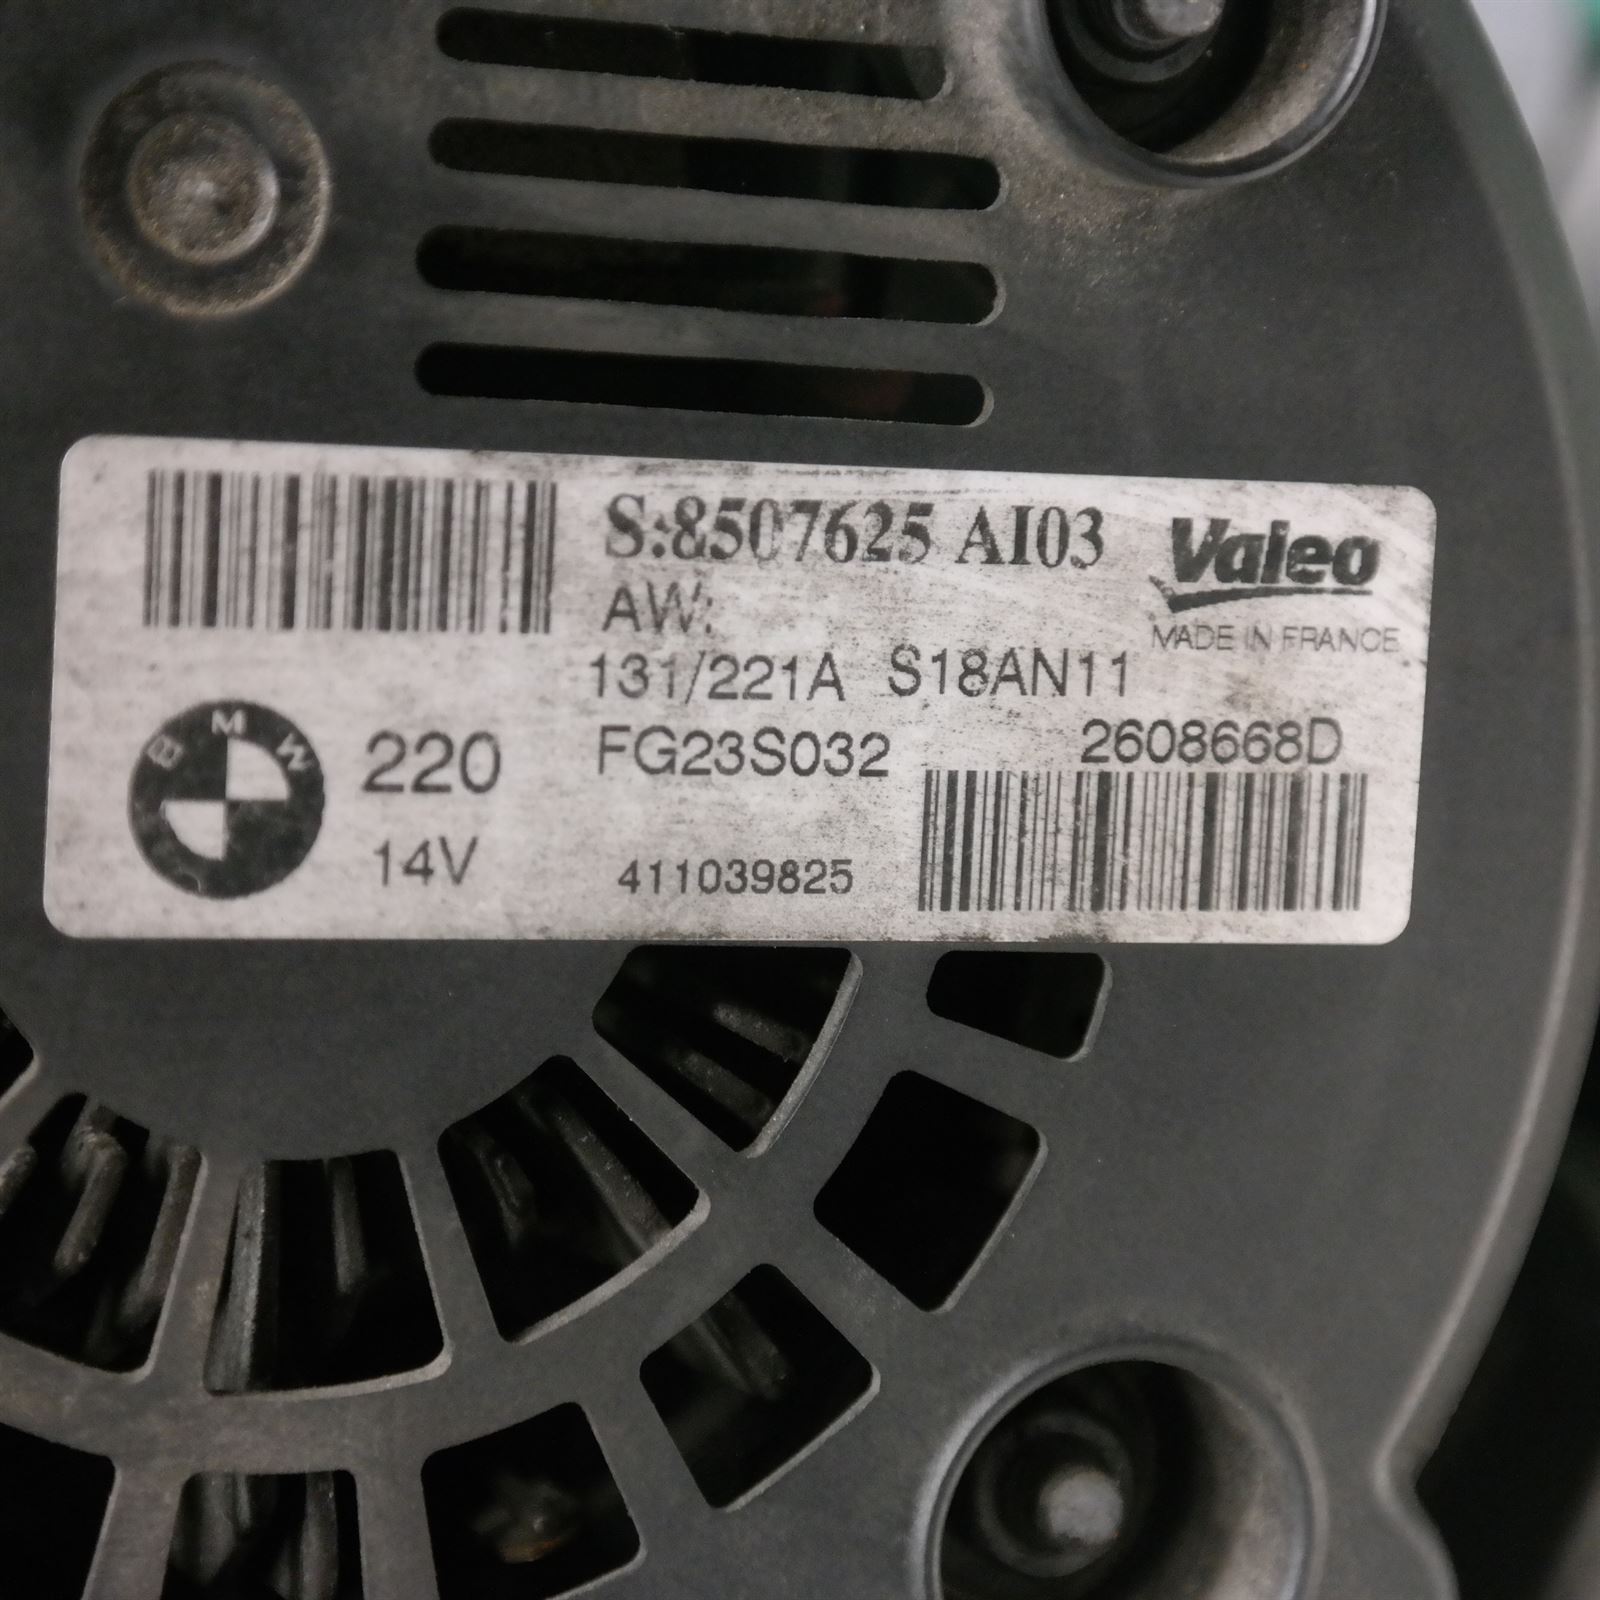 S:8507625 AI03
Valeo
AW:
MADE IN FRANCE
131/221A S18AN11
BMW
220
FG23S032
2608668D
14V
411039825